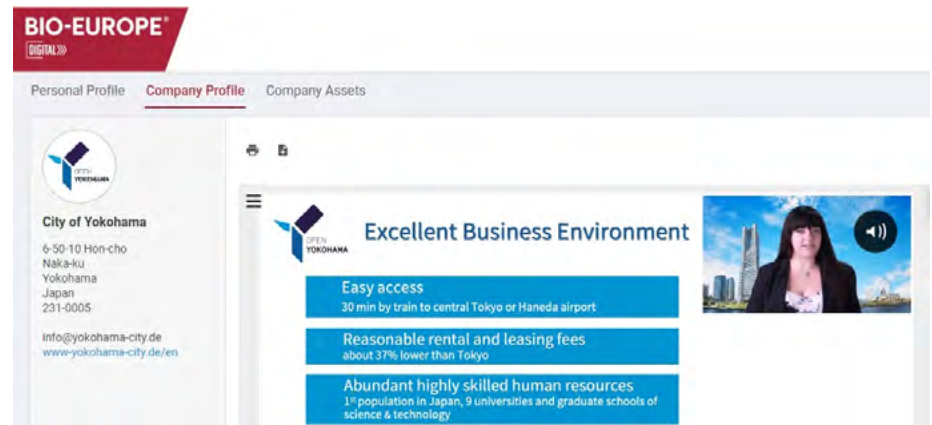 BIO-EUROPE®
DIGITAL
Personal Profile Company Profile Company Assets
OPEN
YOKOHAMA
City of Yokohama
6-50-10 Hon-cho
Naka-ku
Yokohama
Japan
231-0005
info@yokohama-city.de
www-yokohama-city.de/en
OPEN
YOKOHAMA
Excellent Business Environment
Easy access
30 min by train to central Tokyo or Haneda airport
Reasonable rental and leasing fees
about 37% lower than Tokyo
Abundant highly skilled human resources
1st population in Japan, 9 universities and graduate schools of
science & technology